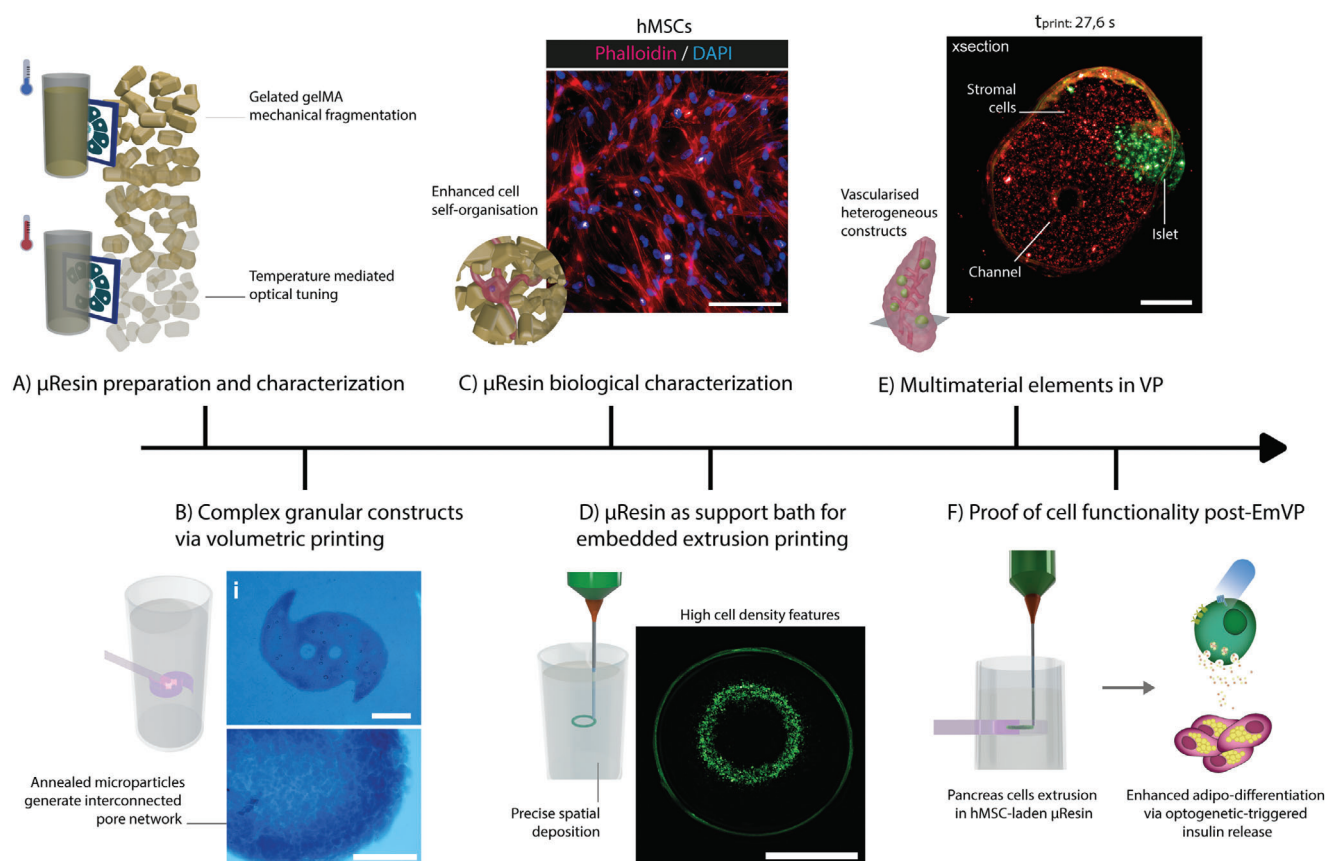 Gelated gelMA
mechanical fragmentation
Temperature mediated
optical tuning
A) µResin preparation and characterization
hMSCs
Phalloidin / DAPI
Enhanced cell
self-organisation
C) µResin biological characterization
tprint: 27,6 s
xsection
Stromal
cells
Islet
Channel
Vascularised
heterogeneous
constructs
E) Multimaterial elements in VP
B) Complex granular constructs
via volumetric printing
i
Annealed microparticles
generate interconnected
pore network
D) µResin as support bath for
embedded extrusion printing
High cell density features
Precise spatial
deposition
F) Proof of cell functionality post-EmVP
Pancreas cells extrusion
in hMSC-laden µResin
Enhanced adipo-differentiation
via optogenetic-triggered
insulin release